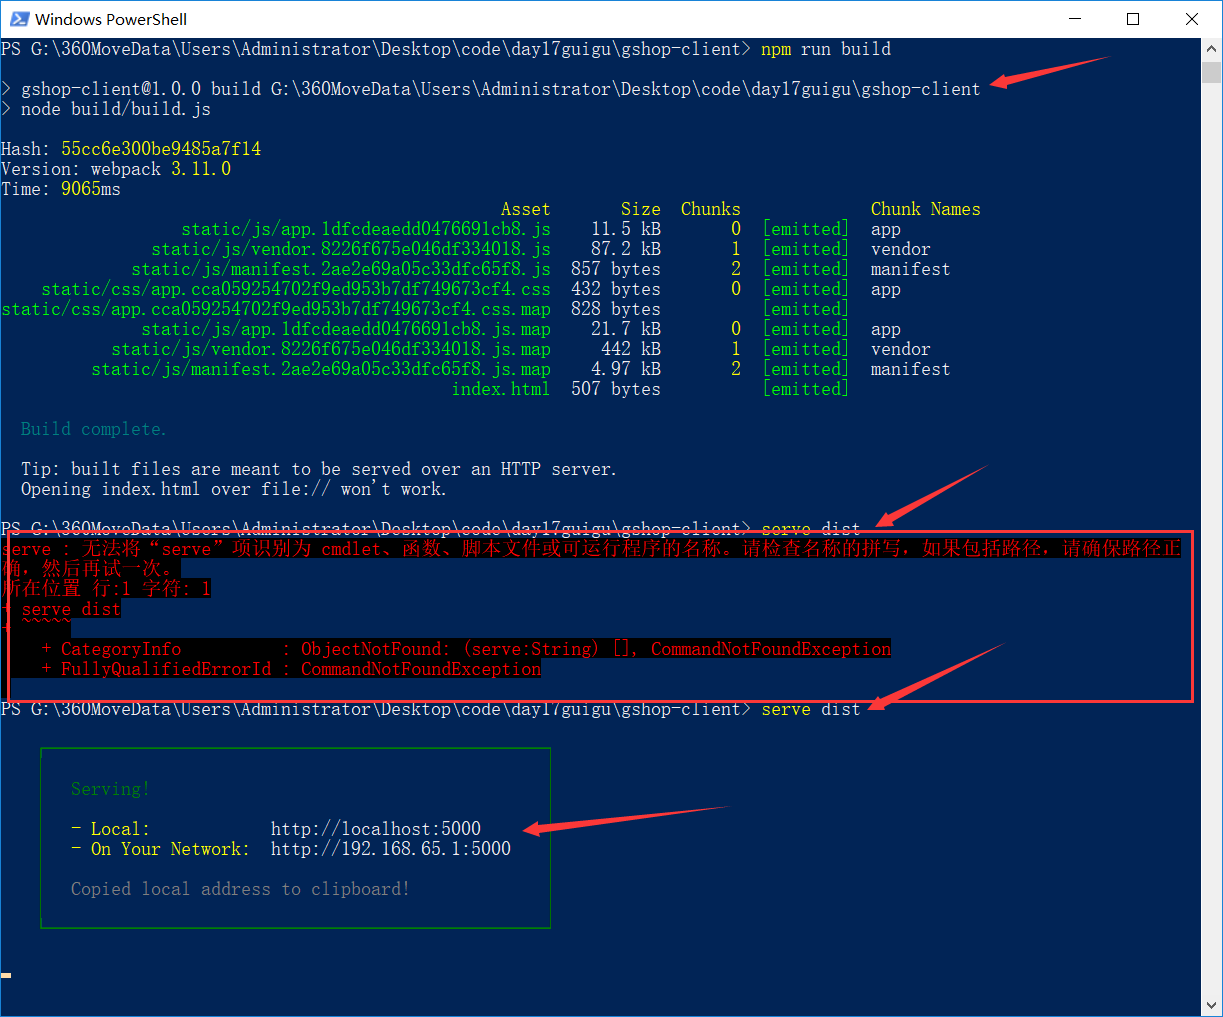 Windows PowerShell
PS G:\360MoveData\Users\Administrator\Desktop\code\day17guigu\gshop-client> npm run build
> gshop-client@1.0.0 build G:\360MoveData\Users\Administrator\Desktop\code\day17guigu\gshop-client
> node build/build.js
Hash: 55cc6e300be9485a7f14
Version: webpack 3.11.0
Time: 9065ms
Asset Size Chunks Chunk Names
static/js/app.1dfcdeaedd0476691cb8.js 11.5 kB 0 [emitted] app
static/js/vendor.8226f675e046df334018.js 87.2 kB 1 [emitted] vendor
static/js/manifest.2ae2e69a05c33dfc65f8.js 857 bytes 2 [emitted] manifest
static/css/app.cca059254702f9ed953b7df749673cf4.css 432 bytes 0 [emitted] app
static/css/app.cca059254702f9ed953b7df749673cf4.css.map 828 bytes [emitted]
static/js/app.1dfcdeaedd0476691cb8.js.map 21.7 kB 0 [emitted] app
static/js/vendor.8226f675e046df334018.js.map 442 kB 1 [emitted] vendor
static/js/manifest.2ae2e69a05c33dfc65f8.js.map 4.97 kB 2 [emitted] manifest
index.html 507 bytes [emitted]
Build complete.
Tip: built files are meant to be served over an HTTP server.
Opening index.html over file:// won't work.
PS G:\360MoveData\Users\Administrator\Desktop\code\day17guigu\gshop-client> serve dist
serve : 无法将“serve”项识别为 cmdlet、函数、脚本文件或可运行程序的名称。请检查名称的拼写，如果包括路径，请确保路径正
确，然后再试一次。
所在位置 行:1 字符: 1
+ serve dist
+ ~~~~~
+ CategoryInfo : ObjectNotFound: (serve:String) [], CommandNotFoundException
+ FullyQualifiedErrorId : CommandNotFoundException
PS G:\360MoveData\Users\Administrator\Desktop\code\day17guigu\gshop-client> serve dist
Serving!
- Local: http://localhost:5000
- On Your Network: http://192.168.65.1:5000
Copied local address to clipboard!